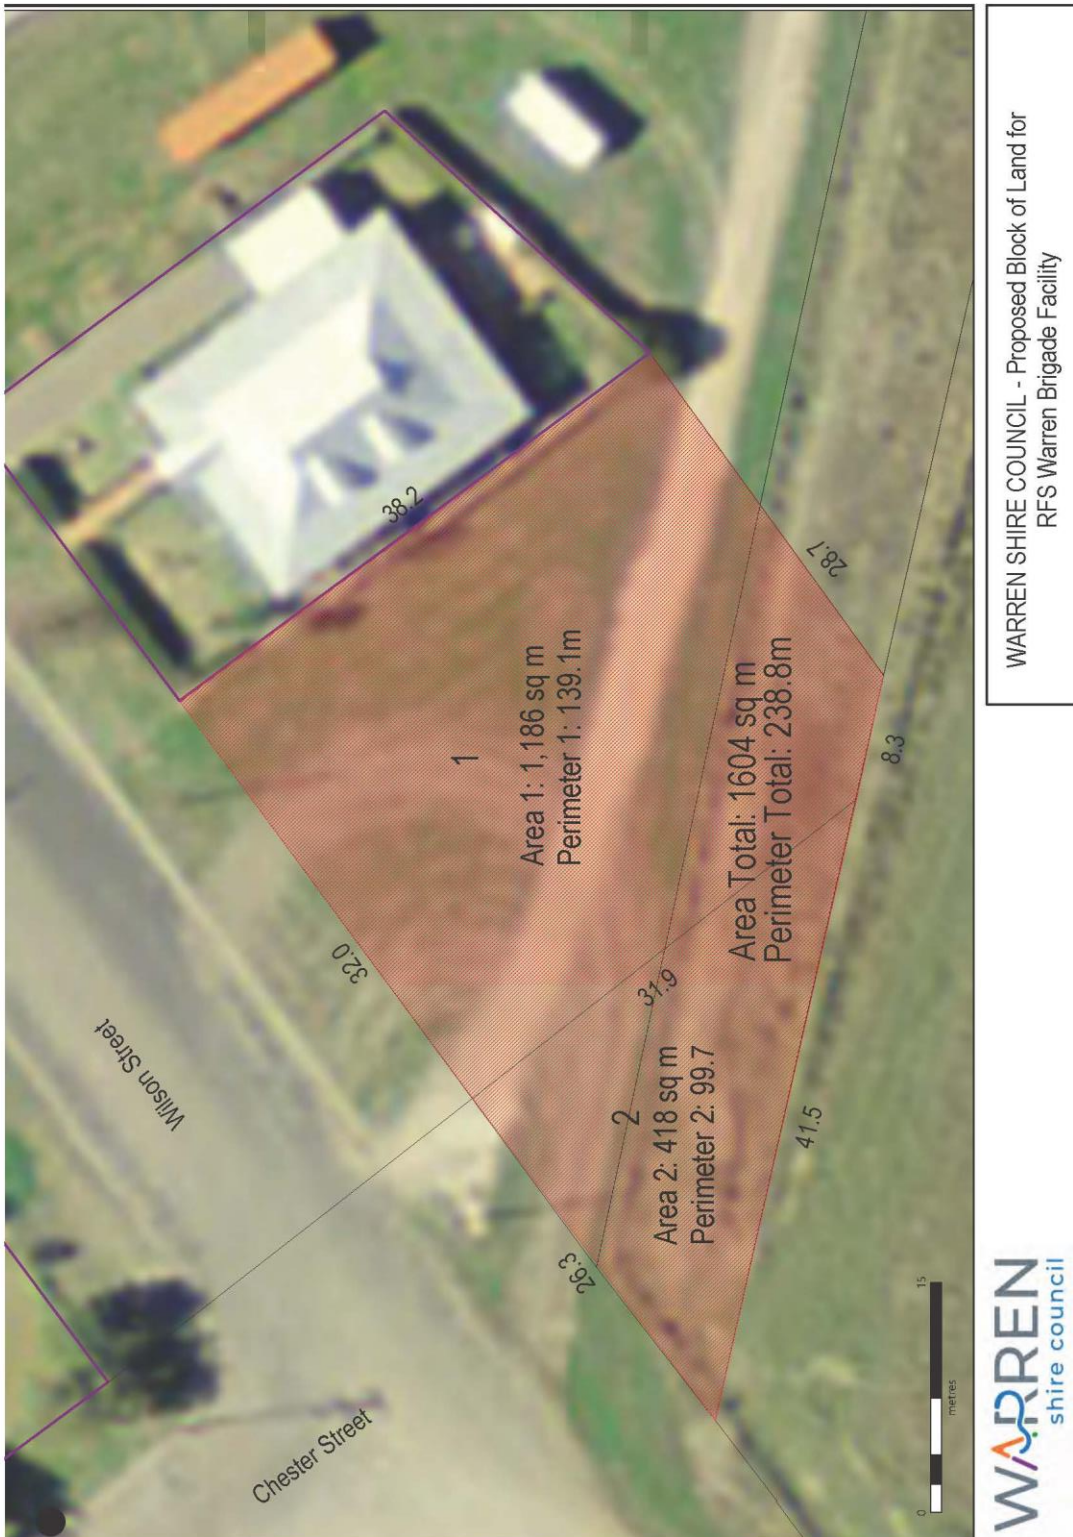 WARREN SHIRE COUNCIL - Proposed Block of Land for
RFS Warren Brigade Facility
38.2
28.7
1
Area 1: 1,186 sq m
Perimeter 1: 139.1m
Area Total: 1604 sq m
Perimeter Total: 238.8m
8.3
32.0
31.9
Wilson Street
2
Area 2: 418 sq m
Perimeter 2: 99.7
41.5
26.3
Chester Street
0
15
metres
WARREN
shire council